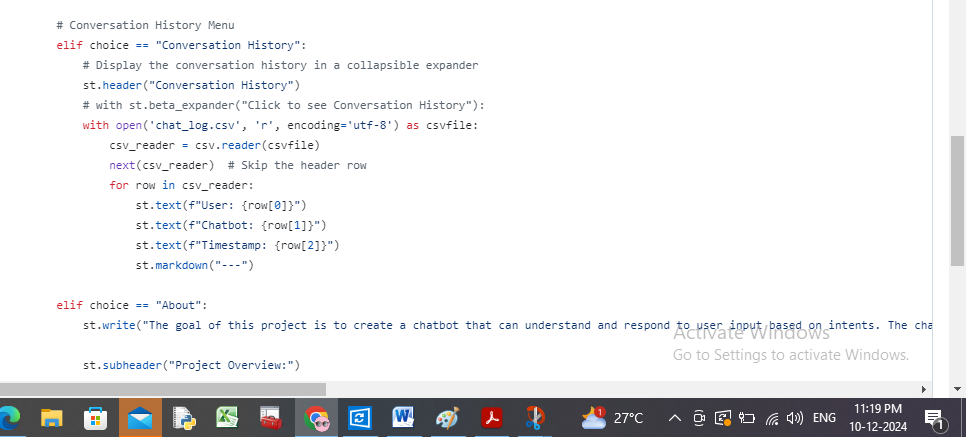 # Conversation History Menu
elif choice == "Conversation History":
# Display the conversation history in a collapsible expander
st.header("Conversation History")
# with st.beta_expander("Click to see Conversation History"):
with open('chat_log.csv', 'r', encoding='utf-8') as csvfile:
csv_reader = csv.reader(csvfile)
next(csv_reader)  # Skip the header row
for row in csv_reader:
st.text(f"User: {row[0]}")
st.text(f"Chatbot: {row[1]}")
st.text(f"Timestamp: {row[2]}")
st.markdown("---")
elif choice == "About":
st.write("The goal of this project is to create a chatbot that can understand and respond to user input based on intents. The cha
Activate Windows
Go to Settings to activate Windows.
st.subheader("Project Overview:")
1
27°C
ENG
11:19 PM
10-12-2024
1